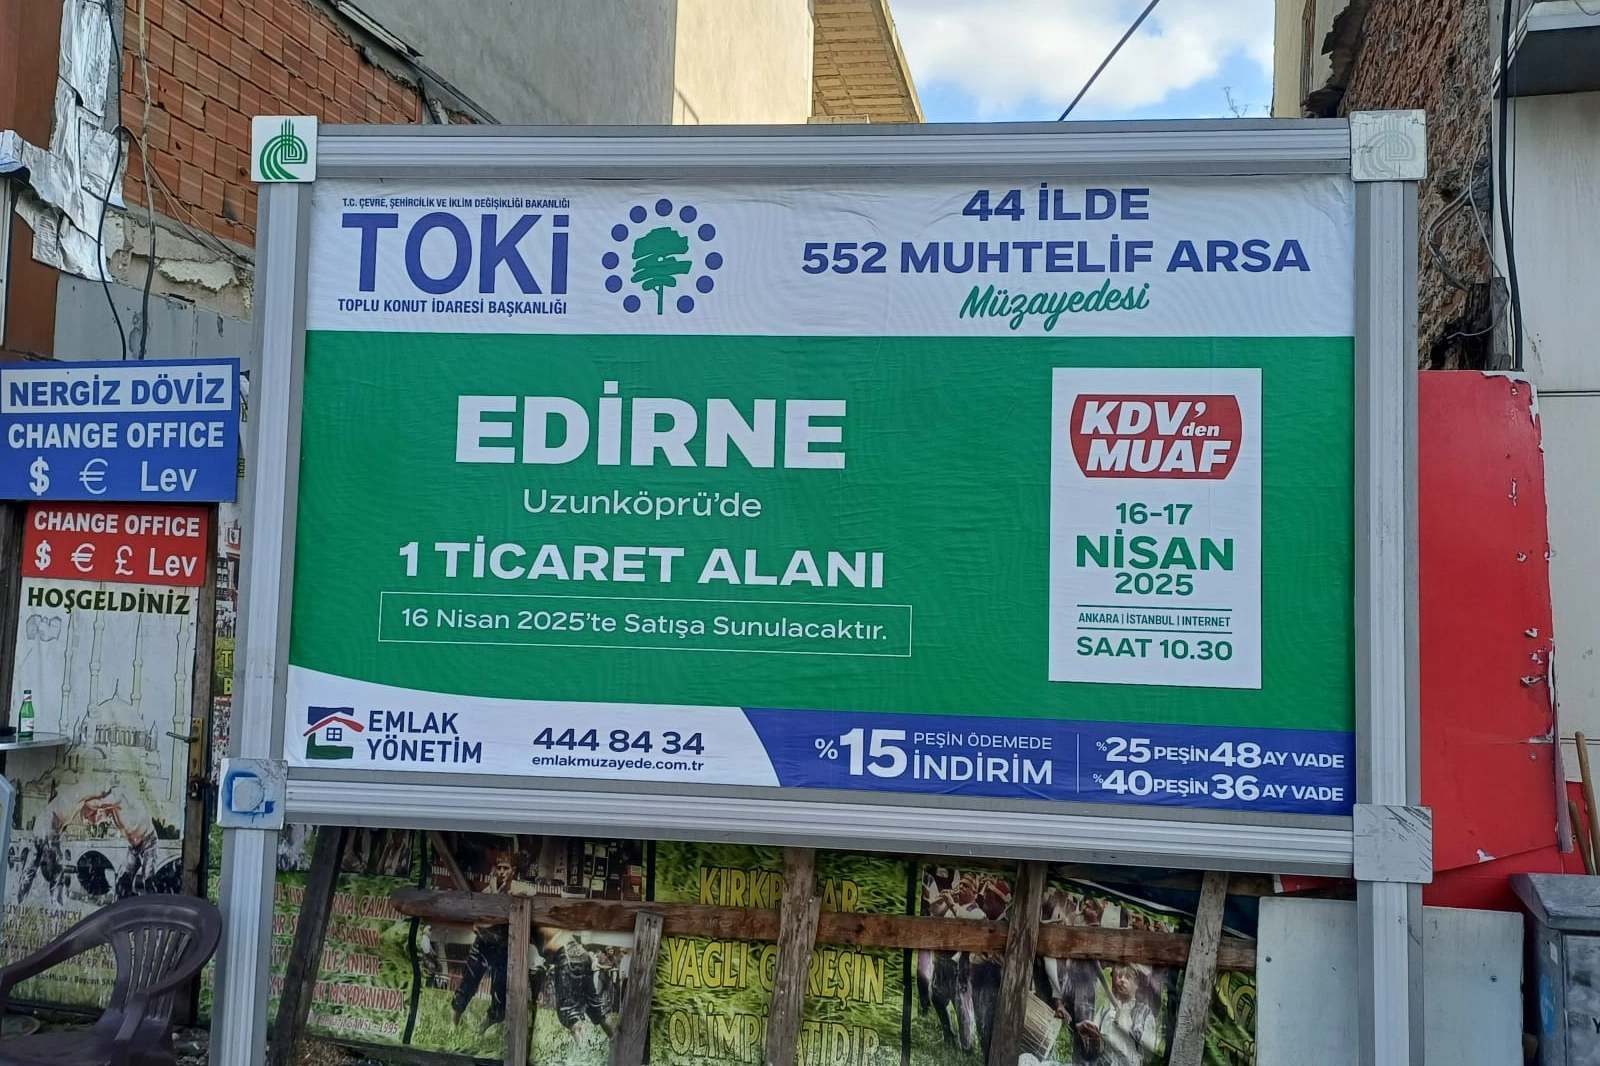 T.C. ÇEVRE, ŞEHİRCİLİK VE İKLİM DEĞİŞİKLİĞİ BAKANLIĞI
TOKİ
TOPLU KONUT İDARESİ BAŞKANLIĞI
44 İLDE
552 MUHTELİF ARSA
Müzayedesi
EDİRNE
Uzunköprü'de
1 TİCARET ALANI
16 Nisan 2025'te Satışa Sunulacaktır.
KDV'den
MUAF
16-17
NİSAN
2025
ANKARA | İSTANBUL | INTERNET
SAAT 10.30
EMLAK
YÖNETİM
444 84 34
emlakmuzayede.com.tr
%15 PEŞİN ÖDEMEDE
İNDİRİM
%25 PEŞİN 48 AY VADE
%40 PEŞİN 36 AY VADE
NERGİZ DÖVİZ
CHANGE OFFICE
$ € Lev
CHANGE OFFICE
$ € £ Lev
HOŞGELDİNİZ
YAĞLI GÜREŞİN